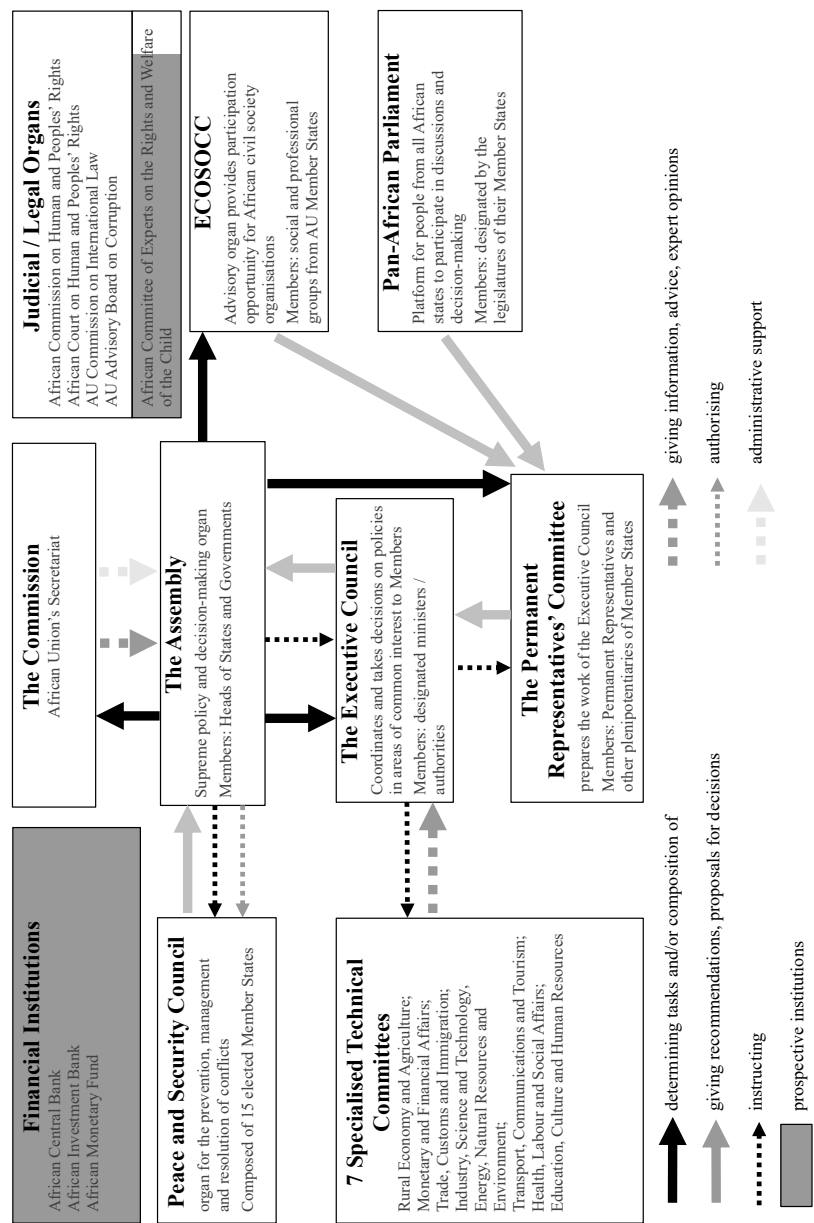 Financial Institutions
African Central Bank
African Investment Bank
African Monetary Fund
The Commission
African Union's Secretariat
Judicial / Legal Organs
African Commission on Human and Peoples' Rights
African Court on Human and Peoples' Rights
AU Commission on International Law
AU Advisory Board on Corruption
African Committee of Experts on the Rights and Welfare
of the Child
Peace and Security Council
organ for the prevention, management
and resolution of conflicts
Composed of 15 elected Member States
The Assembly
Supreme policy and decision-making organ
Members: Heads of States and Governments
ECOSOCC
Advisory organ provides participation
opportunity for African civil society
organisations
Members: social and professional
groups from AU Member States
7 Specialised Technical
Committees
Rural Economy and Agriculture;
Monetary and Financial Affairs;
Trade, Customs and Immigration;
Industry, Science and Technology,
Energy, Natural Resources and
Environment;
Transport, Communications and Tourism;
Health, Labour and Social Affairs;
Education, Culture and Human Resources
The Executive Council
Coordinates and takes decisions on policies
in areas of common interest to Members
Members: designated ministers /
authorities
Pan-African Parliament
Platform for people from all African
states to participate in discussions and
decision-making
Members: designated by the
legislatures of their Member States
The Permanent
Representatives' Committee
prepares the work of the Executive Council
Members: Permanent Representatives and
other plenipotentiaries of Member States
determining tasks and/or composition of
giving recommendations, proposals for decisions
instructing
prospective institutions
giving information, advice, expert opinions
authorising
administrative support